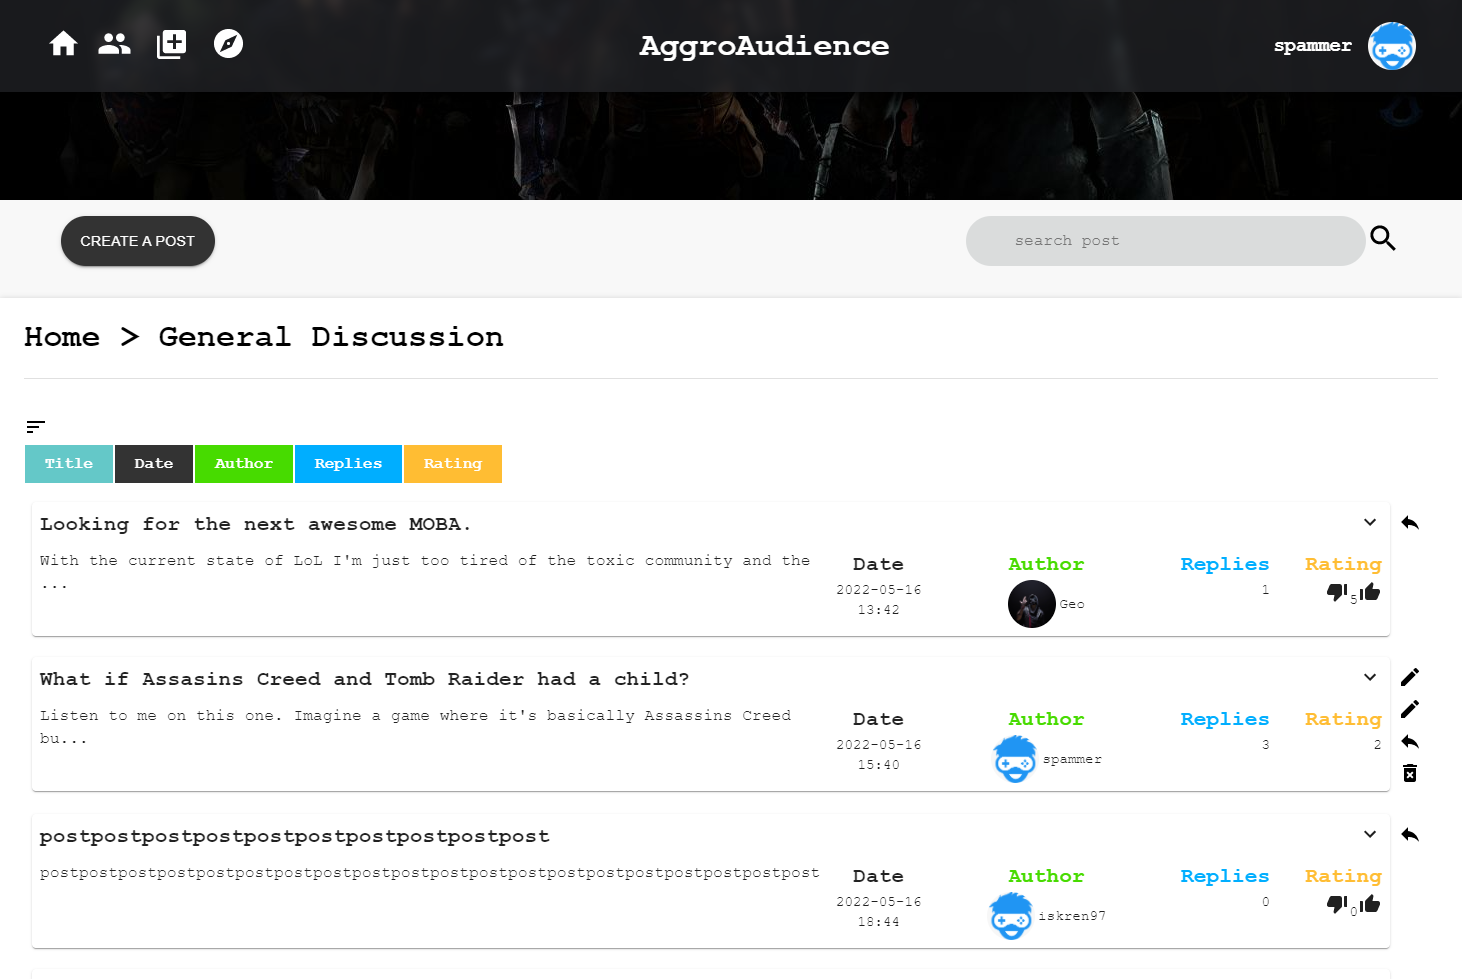 AggroAudience
spammer
CREATE A POST
search post
Home > General Discussion
Title Date Author Replies Rating
Looking for the next awesome MOBA.
With the current state of LoL I'm just too tired of the toxic community and the
...
Date Author Replies Rating
2022-05-16
13:42
Geo
1
5
What if Assasins Creed and Tomb Raider had a child?
Listen to me on this one. Imagine a game where it's basically Assassins Creed
bu...
Date Author Replies Rating
2022-05-16
15:40
spammer
3
2
postpostpostpostpostpostpostpostpostpost
postpostpostpostpostpostpostpostpostpostpostpostpostpostpostpostpostpostpostpost
Date Author Replies Rating
2022-05-16
18:44
iskren97
0
0